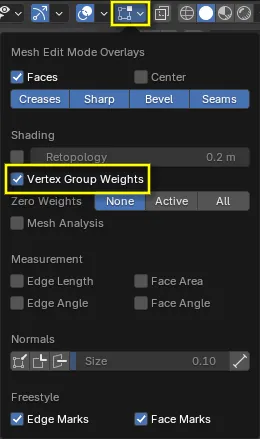 Mesh Edit Mode Overlays
Faces Center
Creases Sharp Bevel Seams
Shading
Retopology 0.2 m
Vertex Group Weights
Zero Weights None Active All
Mesh Analysis
Measurement
Edge Length Face Area
Edge Angle Face Angle
Normals
Size 0.10
Freestyle
Edge Marks Face Marks